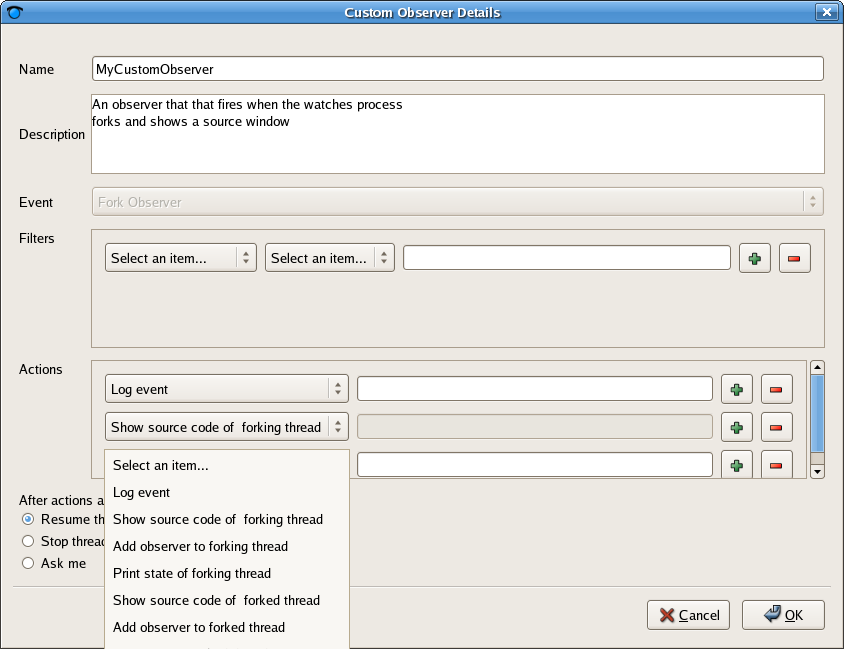 Custom Observer Details
Name
MyCustomObserver
Description
An observer that that fires when the watches process
forks and shows a source window
Event
Fork Observer
Filters
Select an item...
Select an item...
Actions
Log event
Show source code of forking thread
Select an item...
Log event
Show source code of forking thread
Add observer to forking thread
Print state of forking thread
Show source code of forked thread
Add observer to forked thread
After actions a
Resume th
Stop thread
Ask me
Cancel
OK